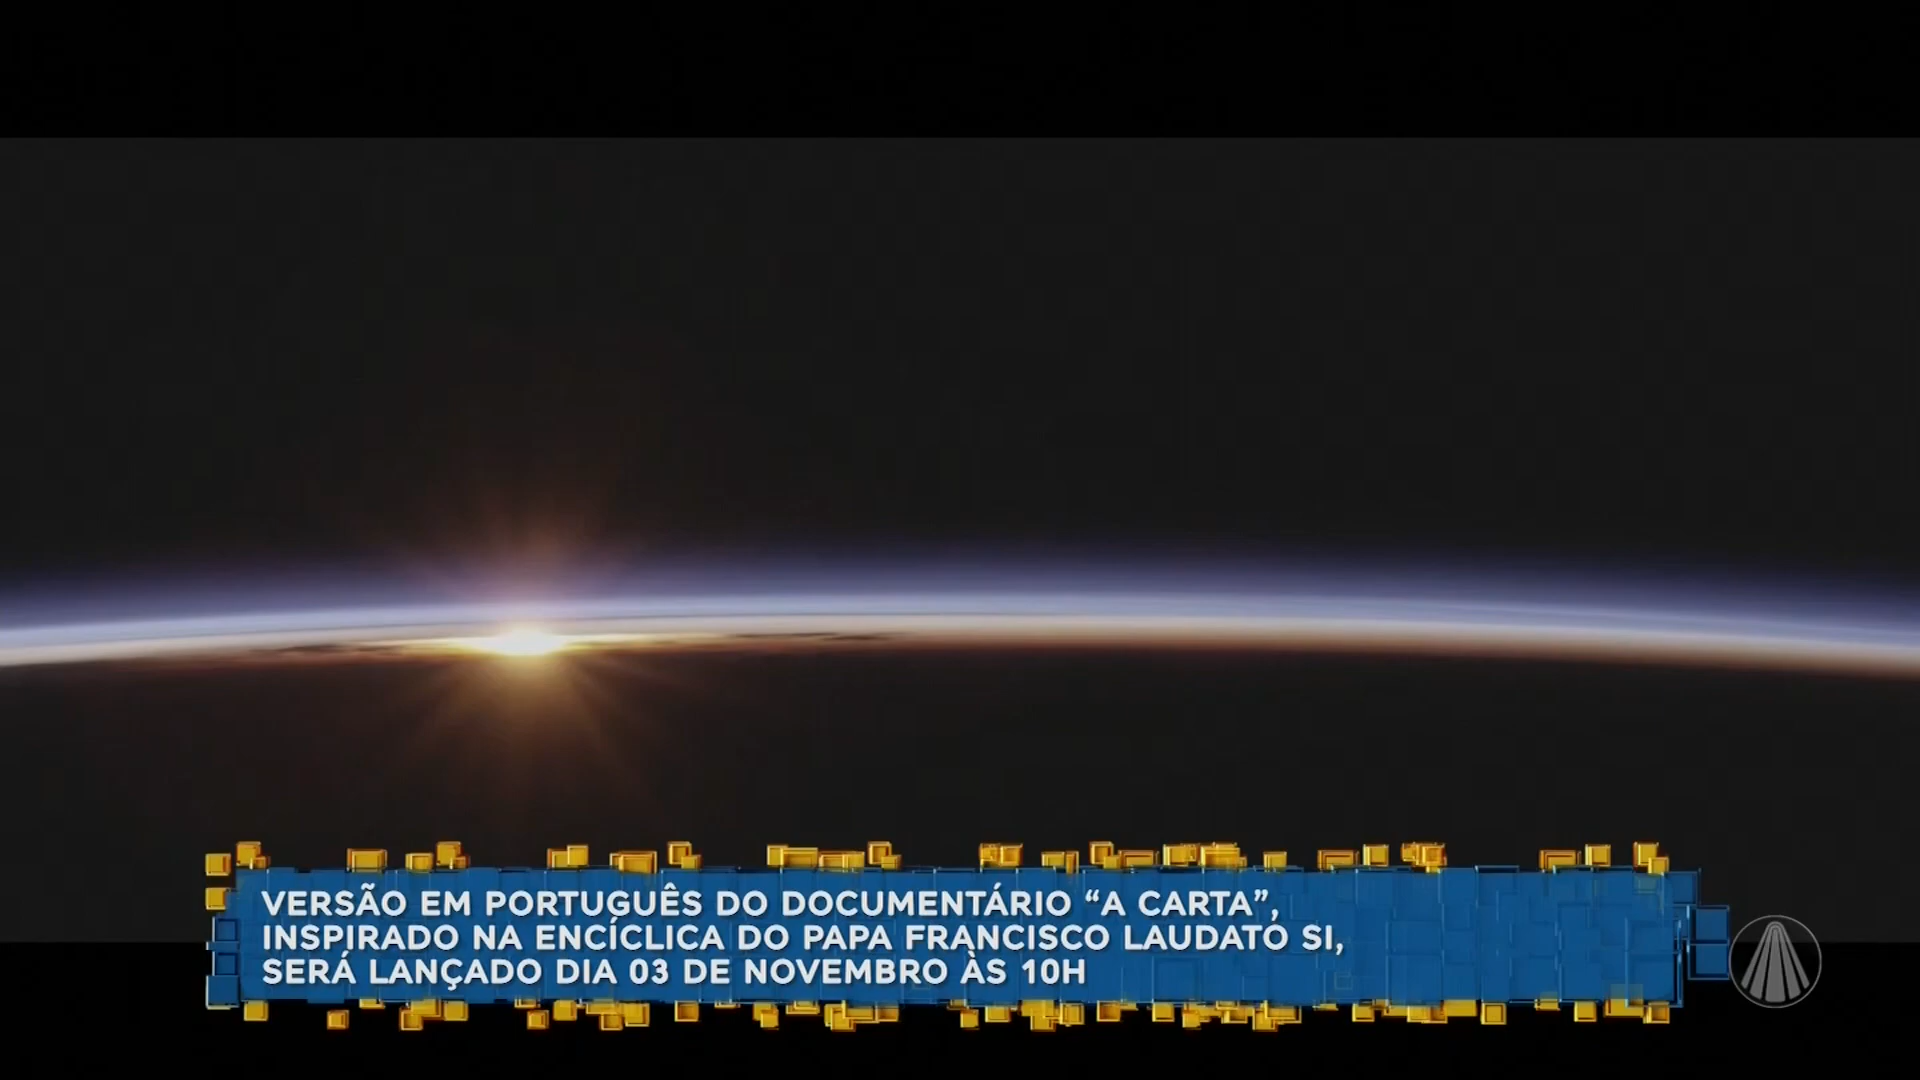 VERSÃO EM PORTUGUÊS DO DOCUMENTÁRIO “A CARTA”,
INSPIRADO NA ENCÍCLICA DO PAPA FRANCISCO LAUDATO SI,
SERÁ LANÇADO DIA 03 DE NOVEMBRO ÀS 10H